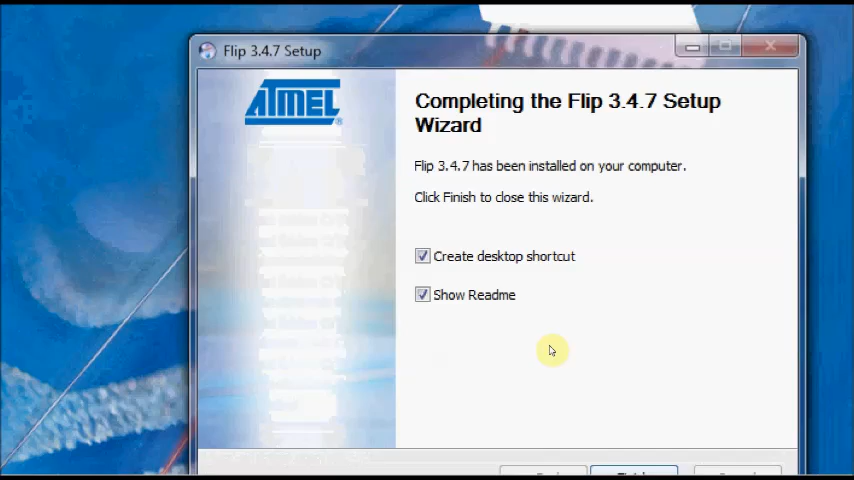 Flip 3.4.7 Setup
ATMEL
Completing the Flip 3.4.7 Setup
Wizard
Flip 3.4.7 has been installed on your computer.
Click Finish to close this wizard.
Create desktop shortcut
Show Readme